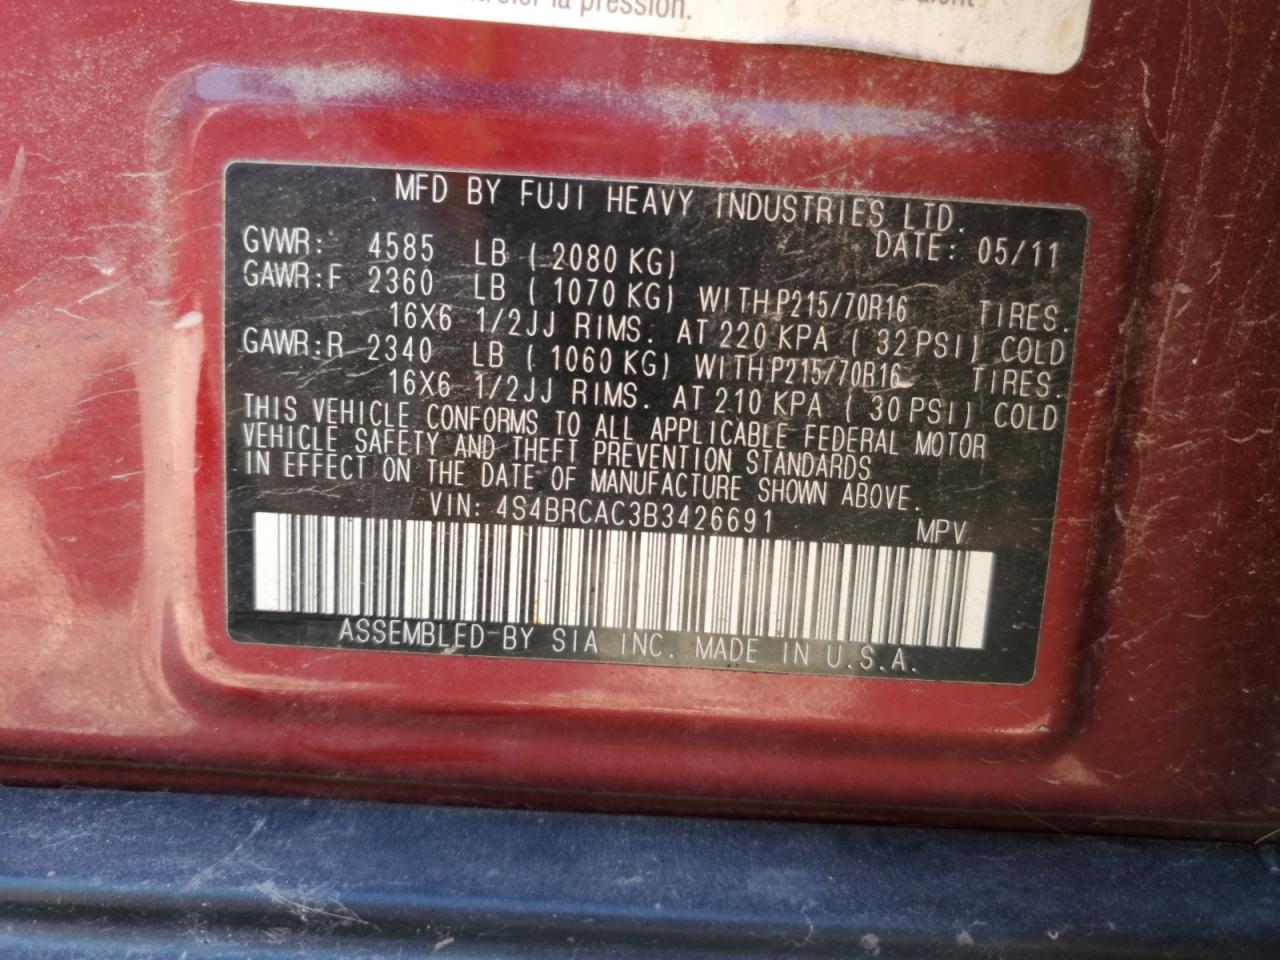 la pression.
MFD BY FUJI HEAVY INDUSTRIES LTD.
GVWR: 4585 LB ( 2080 KG) DATE: 05/11
GAWR:F 2360 LB ( 1070 KG) WITH P215/70R16 TIRES.
16X6 1/2JJ RIMS. AT 220 KPA ( 32 PSI) COLD
GAWR:R 2340 LB ( 1060 KG) WITH P215/70R16 TIRES.
16X6 1/2JJ RIMS. AT 210 KPA ( 30 PSI) COLD
THIS VEHICLE CONFORMS TO ALL APPLICABLE FEDERAL MOTOR
VEHICLE SAFETY AND THEFT PREVENTION STANDARDS
IN EFFECT ON THE DATE OF MANUFACTURE SHOWN ABOVE.
VIN: 4S4BRCAC3B3426691 MPV
ASSEMBLED BY SIA INC. MADE IN U.S.A.